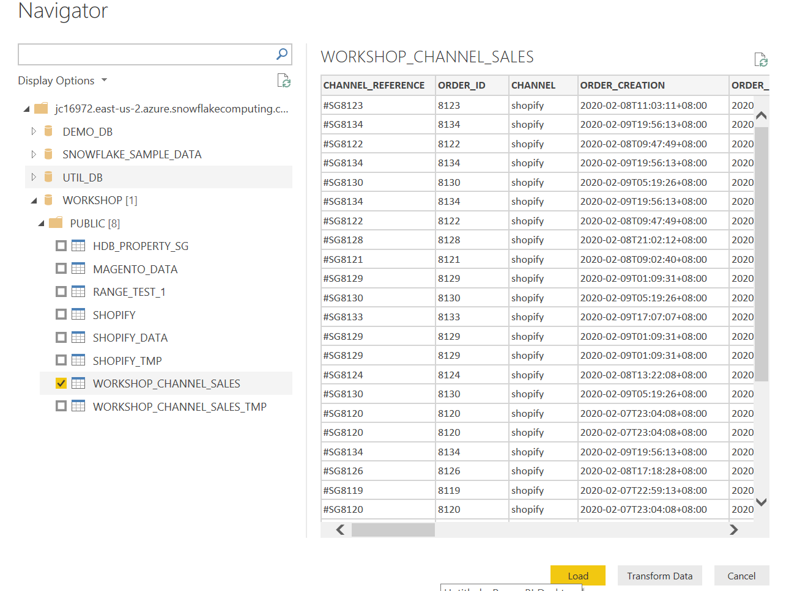 Navigator
Display Options
jc16972.east-us-2.azure.snowflakecomputing.c...
DEMO_DB
SNOWFLAKE_SAMPLE_DATA
UTIL_DB
WORKSHOP [1]
PUBLIC [8]
HDB_PROPERTY_SG
MAGENTO_DATA
RANGE_TEST_1
SHOPIFY
SHOPIFY_DATA
SHOPIFY_TMP
WORKSHOP_CHANNEL_SALES
WORKSHOP_CHANNEL_SALES_TMP
WORKSHOP_CHANNEL_SALES
CHANNEL_REFERENCE ORDER_ID CHANNEL ORDER_CREATION ORDER_
#SG8123 8123 shopify 2020-02-08T11:03:11+08:00 2020
#SG8134 8134 shopify 2020-02-09T19:56:13+08:00 2020
#SG8122 8122 shopify 2020-02-08T09:47:49+08:00 2020
#SG8134 8134 shopify 2020-02-09T19:56:13+08:00 2020
#SG8130 8130 shopify 2020-02-09T05:19:26+08:00 2020
#SG8134 8134 shopify 2020-02-09T19:56:13+08:00 2020
#SG8122 8122 shopify 2020-02-08T09:47:49+08:00 2020
#SG8128 8128 shopify 2020-02-08T21:02:12+08:00 2020
#SG8121 8121 shopify 2020-02-08T09:02:40+08:00 2020
#SG8129 8129 shopify 2020-02-09T01:09:31+08:00 2020
#SG8130 8130 shopify 2020-02-09T05:19:26+08:00 2020
#SG8133 8133 shopify 2020-02-09T17:07:07+08:00 2020
#SG8129 8129 shopify 2020-02-09T01:09:31+08:00 2020
#SG8129 8129 shopify 2020-02-09T01:09:31+08:00 2020
#SG8124 8124 shopify 2020-02-08T13:22:08+08:00 2020
#SG8130 8130 shopify 2020-02-09T05:19:26+08:00 2020
#SG8120 8120 shopify 2020-02-07T23:04:08+08:00 2020
#SG8120 8120 shopify 2020-02-07T23:04:08+08:00 2020
#SG8134 8134 shopify 2020-02-09T19:56:13+08:00 2020
#SG8126 8126 shopify 2020-02-08T17:18:28+08:00 2020
#SG8119 8119 shopify 2020-02-07T22:59:13+08:00 2020
#SG8120 8120 shopify 2020-02-07T23:04:08+08:00 2020
Load Transform Data Cancel